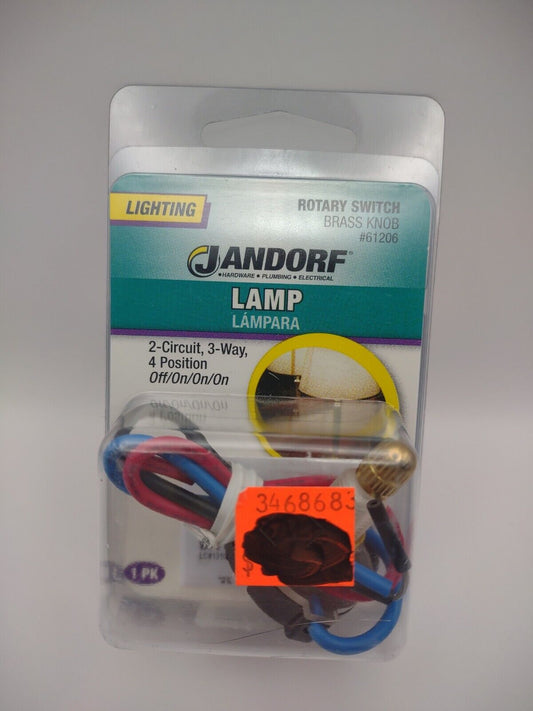 LIGHTING
ROTARY SWITCH
BRASS KNOB
#61206
JANDORF®
•HARDWARE • PLUMBING • ELECTRICAL
LAMP
LÁMPARA
2-Circuit, 3-Way,
4 Position
Off/On/On/On
3468683
1 PK